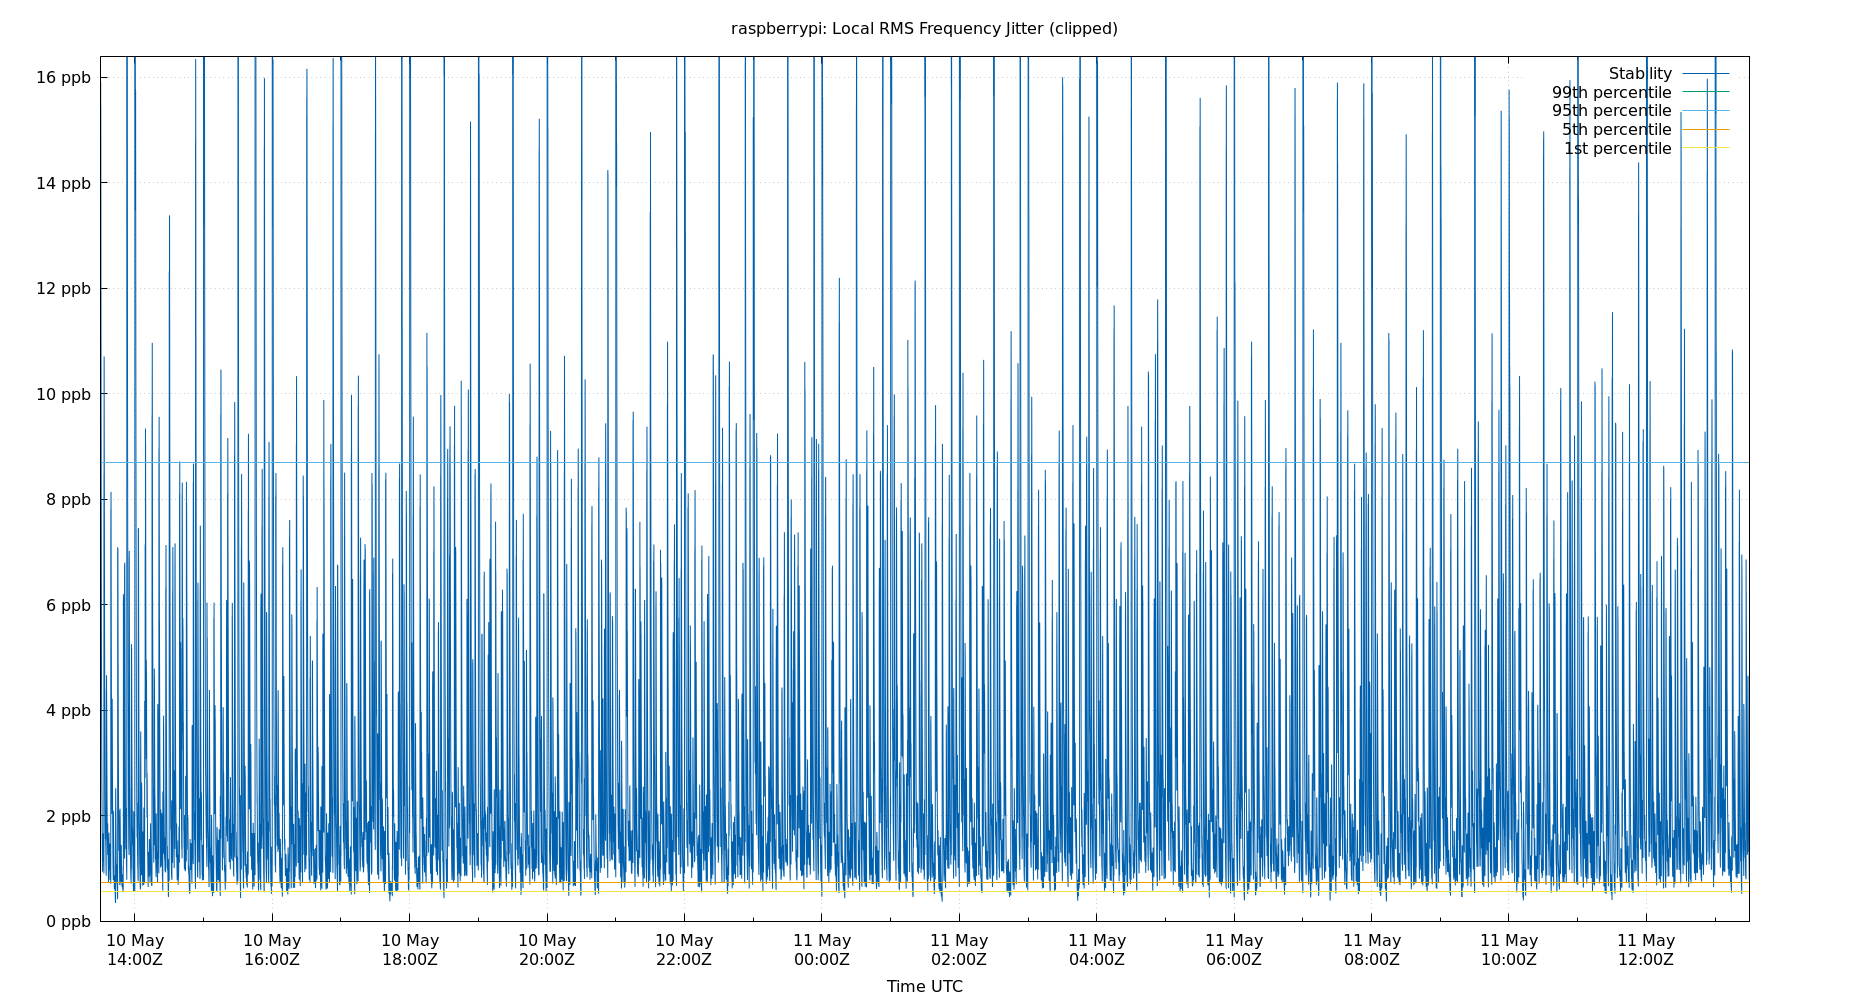 raspberrypi: Local RMS Frequency Jitter (clipped)
16 ppb
14 ppb
12 ppb
10 ppb
8 ppb
6 ppb
4 ppb
2 ppb
0 ppb
Stability
99th percentile
95th percentile
5th percentile
1st percentile
10 May 10 May 10 May 10 May 10 May 11 May 11 May 11 May 11 May 11 May 11 May 11 May
14:00Z 16:00Z 18:00Z 20:00Z 22:00Z 00:00Z 02:00Z 04:00Z 06:00Z 08:00Z 10:00Z 12:00Z
Time UTC